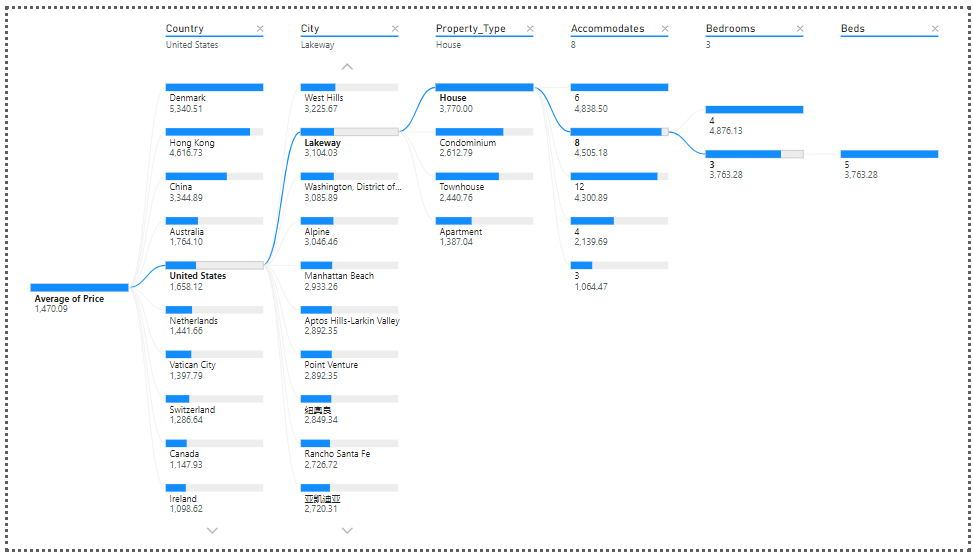 Country
United States
City
Lakeway
Property_Type
House
Accommodates
8
Bedrooms
3
Beds
Average of Price
1,470.09
Denmark
5,340.51
Hong Kong
4,616.73
China
3,344.89
Australia
1,764.10
United States
1,658.12
Netherlands
1,441.66
Vatican City
1,397.79
Switzerland
1,286.64
Canada
1,147.93
Ireland
1,098.62
West Hills
3,225.67
Lakeway
3,104.03
Washington, District of...
3,085.89
Alpine
3,046.46
Manhattan Beach
2,933.26
Aptos Hills-Larkin Valley
2,892.35
Point Venture
2,892.35
2,849.34
Rancho Santa Fe
2,726.72
亚凯迪亚
2,720.31
House
3,770.00
Condominium
2,612.79
Townhouse
2,440.76
Apartment
1,387.04
6
4,838.50
8
4,505.18
12
4,300.89
4
2,139.69
3
1,064.47
4
4,876.13
3
3,763.28
5
3,763.28